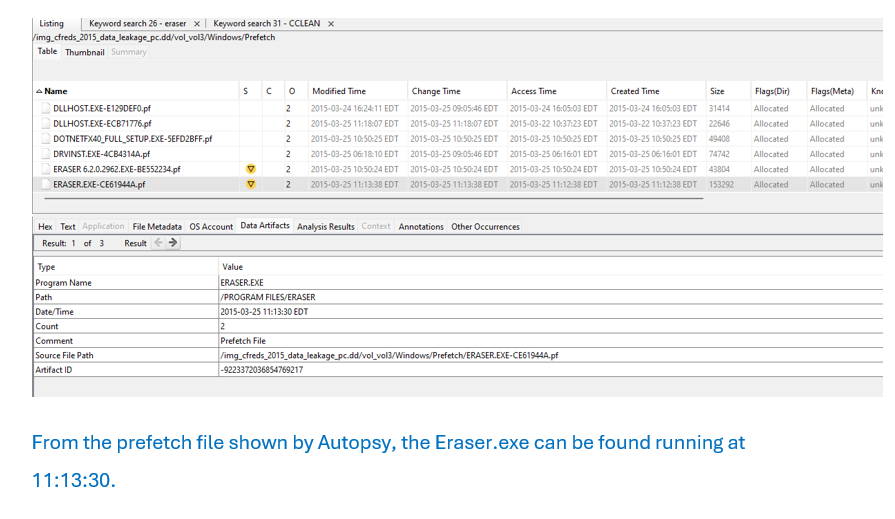 Listing Keyword search 26 - eraser × Keyword search 31 - CCLEAN ×
/img_cfreds_2015_data_leakage_pc.dd/vol_vol3/Windows/Prefetch
Table Thumbnail Summary
Name S C O Modified Time Change Time Access Time Created Time Size Flags(Dir) Flags(Meta) Kno
DLLHOST.EXE-E129DEF0.pf 2 2015-03-24 16:24:11 EDT 2015-03-25 09:05:46 EDT 2015-03-24 16:05:03 EDT 2015-03-24 16:05:03 EDT 31414 Allocated Allocated unk
DLLHOST.EXE-ECB71776.pf 2 2015-03-25 11:18:07 EDT 2015-03-25 11:18:07 EDT 2015-03-22 10:37:23 EDT 2015-03-22 10:37:23 EDT 22646 Allocated Allocated unk
DOTNETFX40_FULL_SETUP.EXE-5EFD2BFF.pf 2 2015-03-25 10:50:25 EDT 2015-03-25 10:50:25 EDT 2015-03-25 10:50:25 EDT 2015-03-25 10:50:25 EDT 49408 Allocated Allocated unk
DRVINST.EXE-4CB4314A.pf 2 2015-03-25 06:18:10 EDT 2015-03-25 09:05:46 EDT 2015-03-25 06:16:01 EDT 2015-03-25 06:16:01 EDT 74742 Allocated Allocated unk
ERASER 6.2.0.2962.EXE-BE552234.pf 2 2015-03-25 10:50:24 EDT 2015-03-25 10:50:24 EDT 2015-03-25 10:50:24 EDT 2015-03-25 10:50:24 EDT 43804 Allocated Allocated unk
ERASER.EXE-CE61944A.pf 2 2015-03-25 11:13:38 EDT 2015-03-25 11:13:38 EDT 2015-03-25 11:12:38 EDT 2015-03-25 11:12:38 EDT 153292 Allocated Allocated unk
Hex Text Application File Metadata OS Account Data Artifacts Analysis Results Context Annotations Other Occurrences
Result: 1 of 3 Result
Type Value
Program Name ERASER.EXE
Path /PROGRAM FILES/ERASER
Date/Time 2015-03-25 11:13:30 EDT
Count 2
Comment Prefetch File
Source File Path /img_cfreds_2015_data_leakage_pc.dd/vol_vol3/Windows/Prefetch/ERASER.EXE-CE61944A.pf
Artifact ID -9223372036854769217
From the prefetch file shown by Autopsy, the Eraser.exe can be found running at
11:13:30.